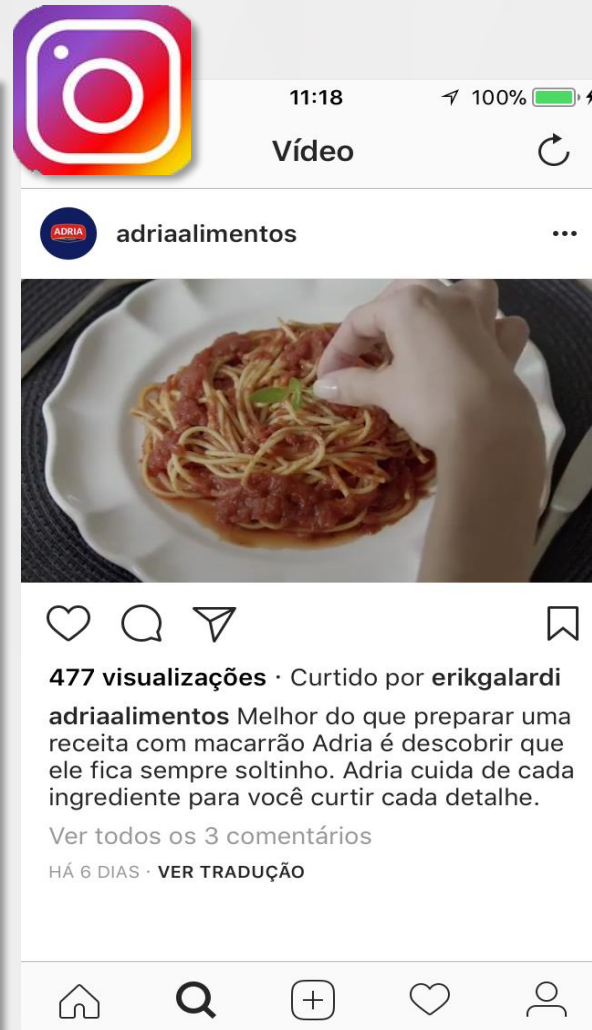 11:18
100%
Vídeo
ADRIA
adriaalimentos
477 visualizações · Curtido por erikgalardi
adriaalimentos Melhor do que preparar uma
receita com macarrão Adria é descobrir que
ele fica sempre soltinho. Adria cuida de cada
ingrediente para você curtir cada detalhe.
Ver todos os 3 comentários
HÁ 6 DIAS · VER TRADUÇÃO